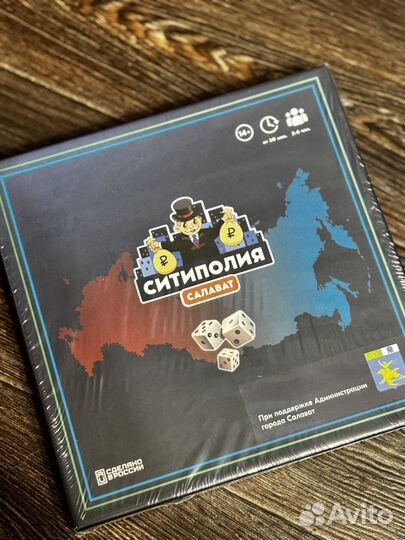 14+
от 30 мин.
2-6 чел.
₽
₽
СИТИПОЛИЯ
САЛАВАТ
При поддержке Администрации
города Салават
СДЕЛАНО
В РОССИИ
Avito